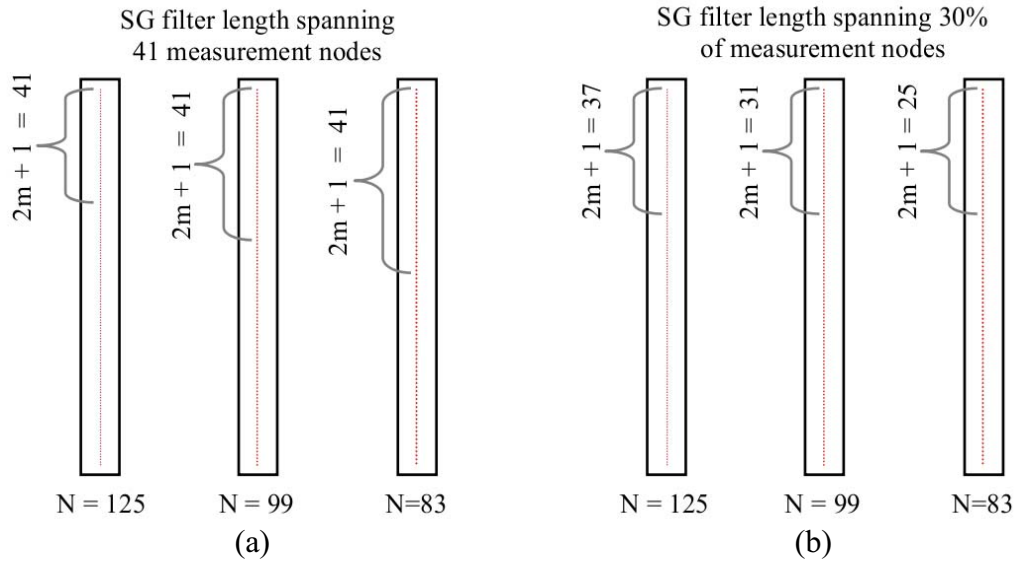 SG filter length spanning
41 measurement nodes
2m + 1 = 41
2m + 1 = 41
2m + 1 = 41
N = 125
N = 99
N=83
(a)
SG filter length spanning 30%
of measurement nodes
2m + 1 = 37
2m + 1 = 31
2m + 1 = 25
N = 125
N = 99
N=83
(b)